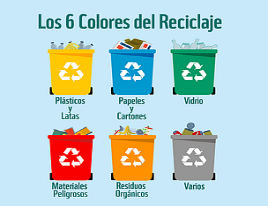 Los 6 Colores del Reciclaje
Plásticos
y
Latas
Papeles
y
Cartones
Vidrio
Materiales
Peligrosos
Residuos
Orgánicos
Varios